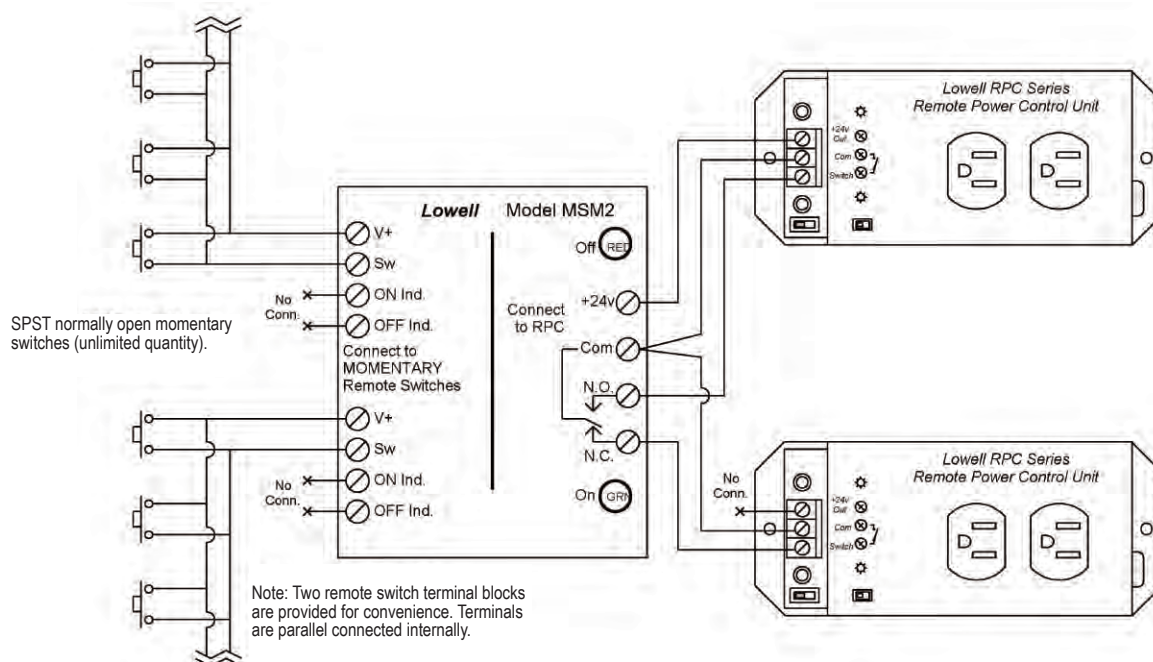 SPST normally open momentary
switches (unlimited quantity).
Lowell Model MSM2
V+
Sw
ON Ind.
OFF Ind.
No
Conn.
Connect to
MOMENTARY
Remote Switches
V+
Sw
ON Ind.
OFF Ind.
No
Conn.
Off RED
Connect
to RPC
+24v
Com
N.O.
N.C.
On GRN
Note: Two remote switch terminal blocks
are provided for convenience. Terminals
are parallel connected internally.
Lowell RPC Series
Remote Power Control Unit
+24v
Out
Com
Switch
No
Conn.
Lowell RPC Series
Remote Power Control Unit
+24v
Out
Com
Switch